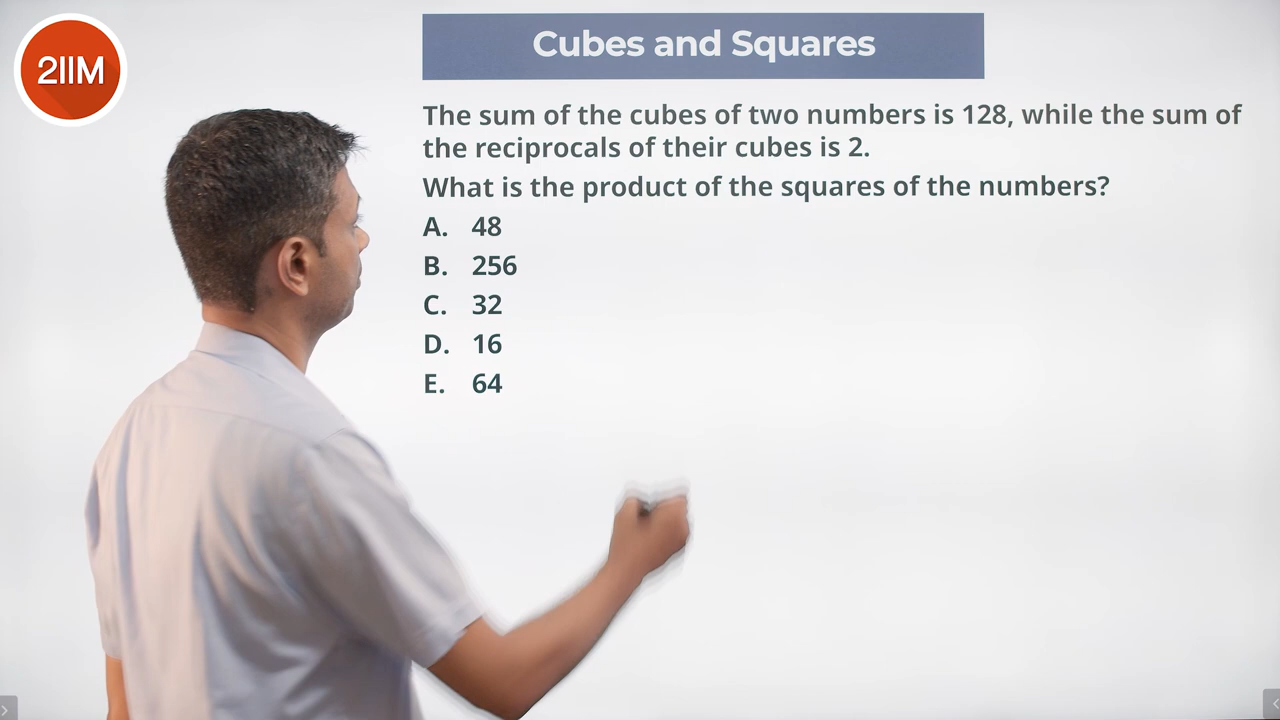 2IIM
Cubes and Squares
The sum of the cubes of two numbers is 128, while the sum of
the reciprocals of their cubes is 2.
What is the product of the squares of the numbers?
A. 48
B. 256
C. 32
D. 16
E. 64